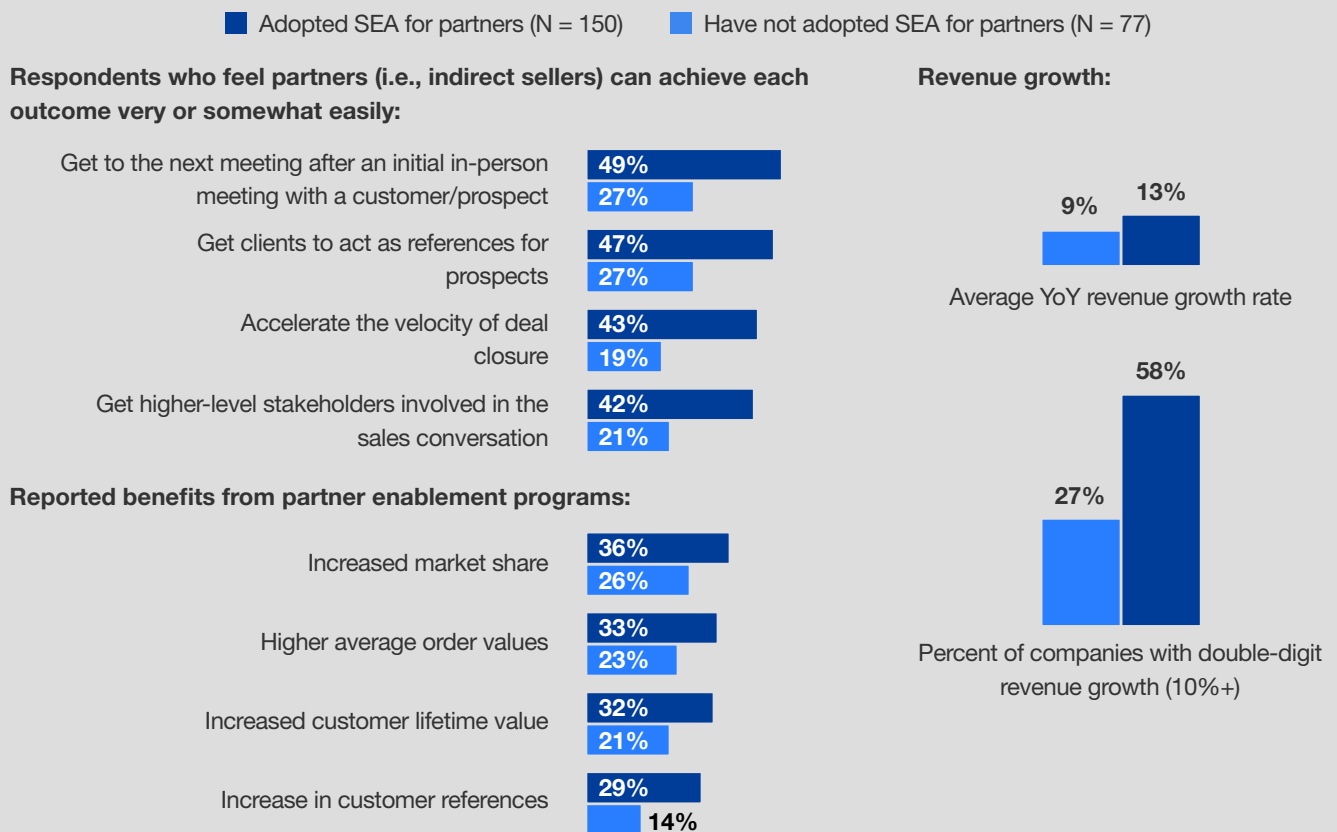 Adopted SEA for partners (N = 150)
Have not adopted SEA for partners (N = 77)
Respondents who feel partners (i.e., indirect sellers) can achieve each
outcome very or somewhat easily:
Get to the next meeting after an initial in-person
meeting with a customer/prospect
49%
27%
Get clients to act as references for
prospects
47%
27%
Accelerate the velocity of deal
closure
43%
19%
Get higher-level stakeholders involved in the
sales conversation
42%
21%
Reported benefits from partner enablement programs:
Increased market share
36%
26%
Higher average order values
33%
23%
Increased customer lifetime value
32%
21%
Increase in customer references
29%
14%
Revenue growth:
9%
13%
Average YoY revenue growth rate
27%
58%
Percent of companies with double-digit
revenue growth (10%+)